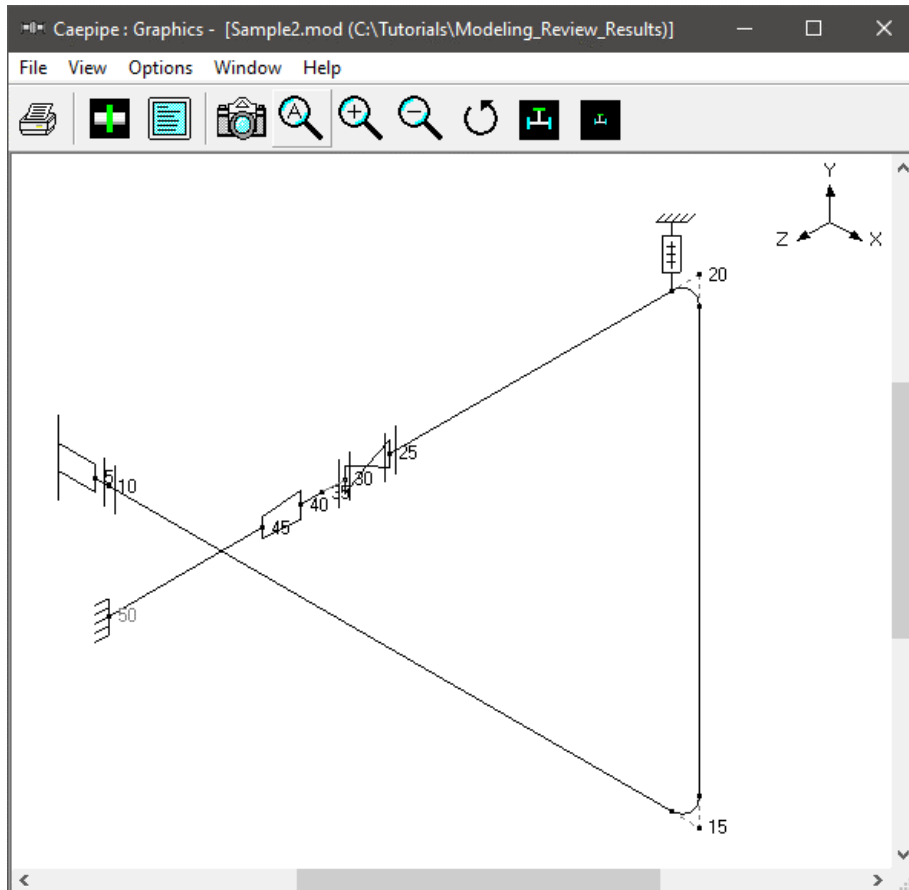 Caepipe : Graphics - [Sample2.mod (C:\Tutorials\Modeling_Review_Results)]
File View Options Window Help
A
Y
Z X
20
25
5
10
30
35
40
45
50
15